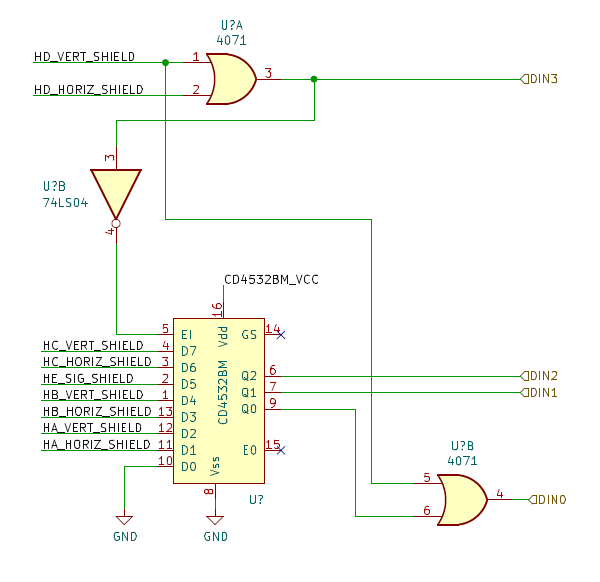 U?A
4071
HD_VERT_SHIELD
1
3
DIN3
HD_HORIZ_SHIELD
2
3
U?B
74LS04
4
CD4532BM_VCC
16
5
EI
Vdd
GS
14
HC_VERT_SHIELD
4
D7
HC_HORIZ_SHIELD
3
D6
HE_SIG_SHIELD
2
D5
Q2
6
DIN2
HB_VERT_SHIELD
1
D4
CD4532BM
Q1
7
DIN1
HB_HORIZ_SHIELD
13
D3
Q0
9
HA_VERT_SHIELD
12
D2
HA_HORIZ_SHIELD
11
D1
EO
15
10
D0
Vss
8
U?
GND
GND
U?B
4071
5
6
4
DIN0